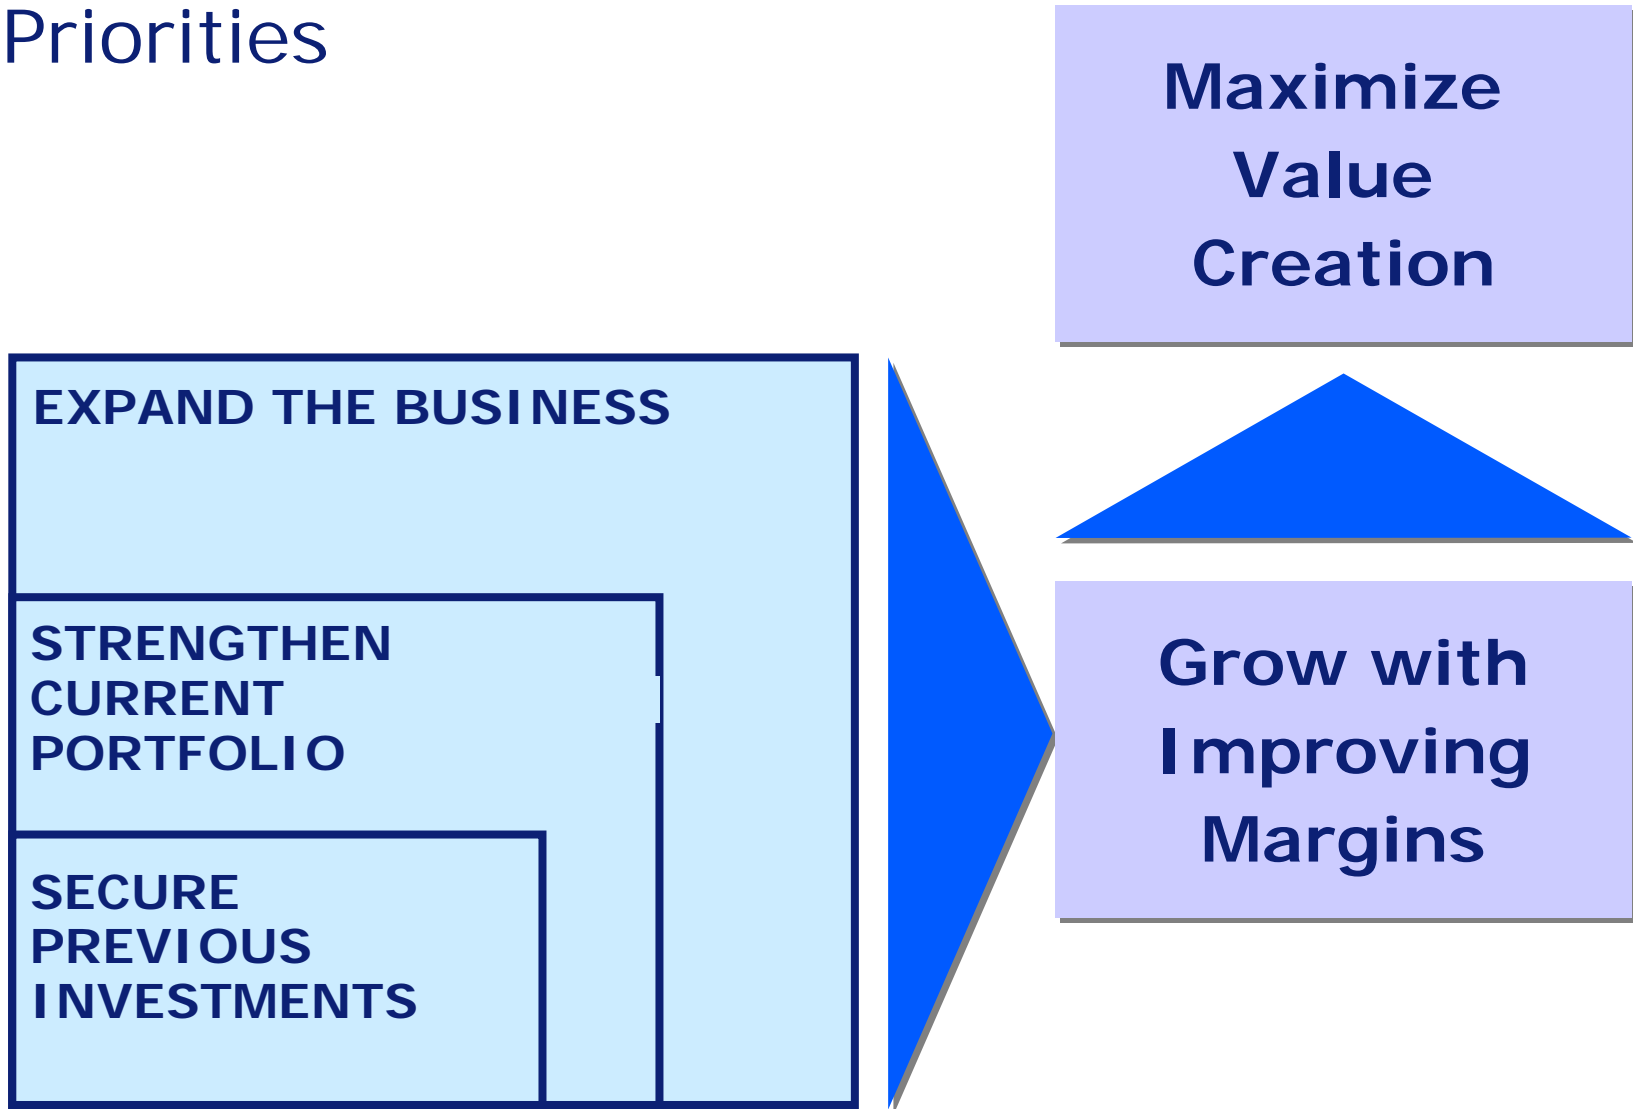 Priorities
Maximize
Value
Creation
EXPAND THE BUSINESS
STRENGTHEN
CURRENT
PORTFOLIO
SECURE
PREVIOUS
INVESTMENTS
Grow with
Improving
Margins